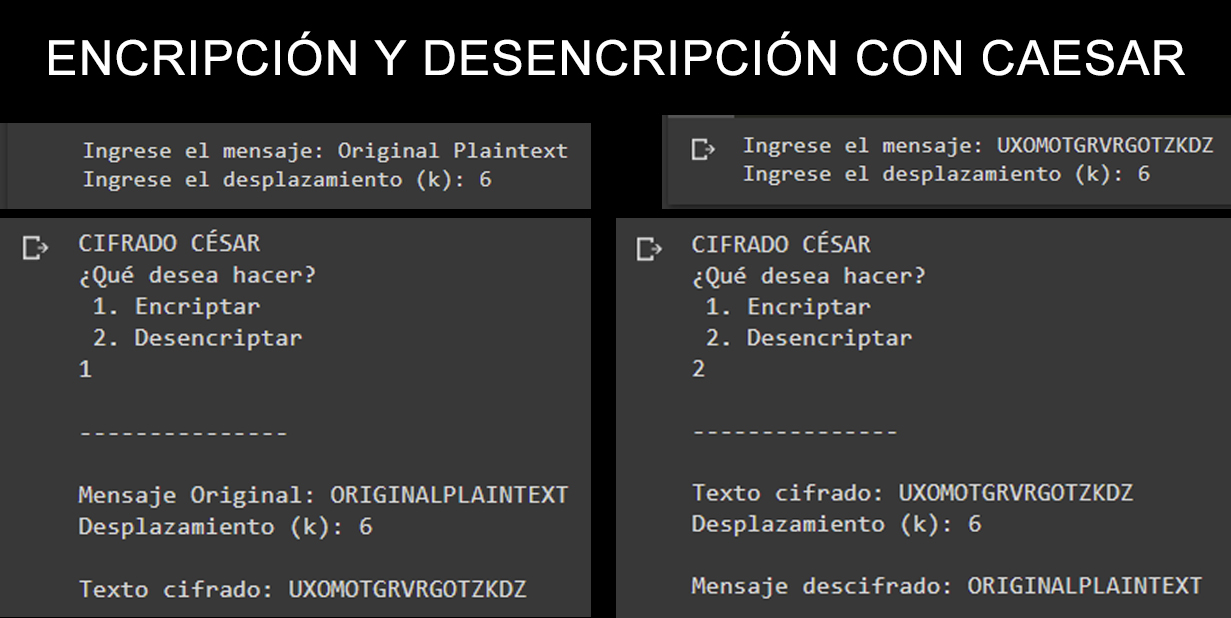 ENCRIPCIÓN Y DESENCRIPCIÓN CON CAESAR
Ingrese el mensaje: Original Plaintext
Ingrese el desplazamiento (k): 6
CIFRADO CÉSAR
¿Qué desea hacer?
1. Encriptar
2. Desencriptar
1
---------------
Mensaje Original: ORIGINALPLAINTEXT
Desplazamiento (k): 6
Texto cifrado: UXOMOTGRVRGOTZKDZ
Ingrese el mensaje: UXOMOTGRVRGOTZKDZ
Ingrese el desplazamiento (k): 6
CIFRADO CÉSAR
¿Qué desea hacer?
1. Encriptar
2. Desencriptar
2
---------------
Texto cifrado: UXOMOTGRVRGOTZKDZ
Desplazamiento (k): 6
Mensaje descifrado: ORIGINALPLAINTEXT